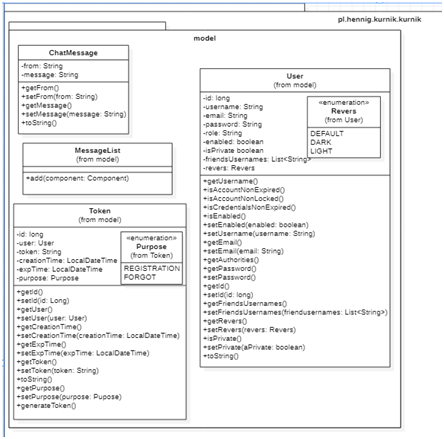 pl.hennig.kurnik.kurnik
model
ChatMessage
-from: String
-message: String
+getFrom()
+setFrom(from: String)
+getMessage()
+setMessage(message: String)
+toString()
MessageList
(from model)
+add(component: Component)
Token
(from model)
-id: long
-user: User
-token: String
-creationTime: LocalDateTime
-expTime: LocalDateTime
-purpose: Purpose
«enumeration»
Purpose
(from Token)
REGISTRATION
FORGOT
+getId()
+setId(id: Long)
+getUser()
+setUser(user: User)
+getCreationTime()
+setCreationTime(creationTime: LocalDateTime)
+getExpTime()
+setExpTime(expTime: LocalDateTime)
+getToken()
+setToken(token: String)
+toString()
+getPurpose()
+setPurpose(purpose: Pupose)
+generateToken()
User
(from model)
-id: long
-username: String
-email: String
-password: String
-role: String
-enabled: boolean
-isPrivate boolean
-friendsUsernames: List<String>
-revers: Revers
«enumeration»
Revers
(from User)
DEFAULT
DARK
LIGHT
+getUsername()
+isAccountNonExpired()
+isAccountNonLocked()
+isCredentialsNonExpired()
+isEnabled()
+setEnabled(enabled: boolean)
+setUsername(username: String)
+getEmail()
+setEmail(email: String)
+getAuthorities()
+getPassword()
+setPassword()
+getId()
+setId(id: long)
+getFriendsUsernames()
+setFriendsUsernames(friendusernames: List<String>)
+getRevers()
+setRevers(revers: Revers)
+isPrivate()
+setPrivate(aPrivate: boolean)
+toString()